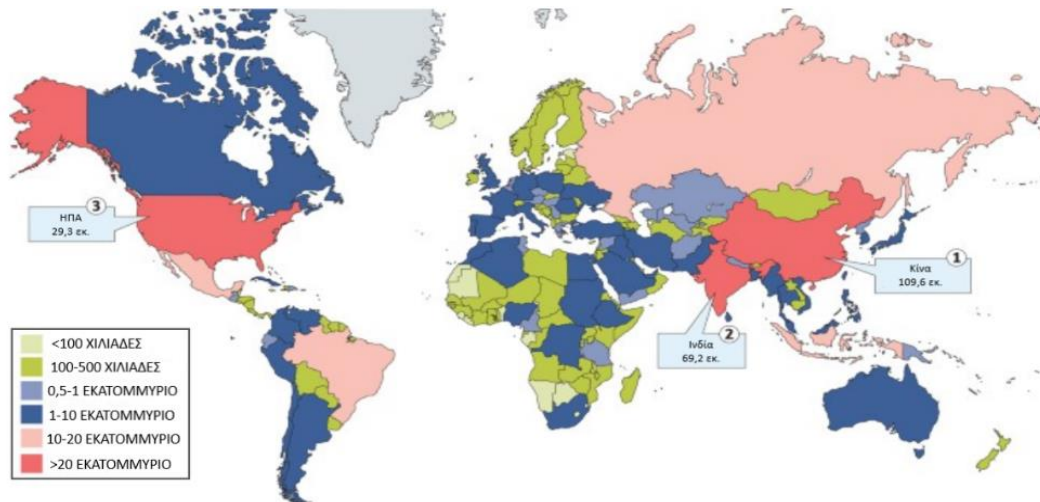 3
ΗΠΑ
29,3 εκ.
1
Κίνα
109,6 εκ.
2
Ινδία
69,2 εκ.
<100 ΧΙΛΙΑΔΕΣ
100-500 ΧΙΛΙΑΔΕΣ
0,5-1 ΕΚΑΤΟΜΜΥΡΙΟ
1-10 ΕΚΑΤΟΜΜΥΡΙΟ
10-20 ΕΚΑΤΟΜΜΥΡΙΟ
>20 ΕΚΑΤΟΜΜΥΡΙΟ